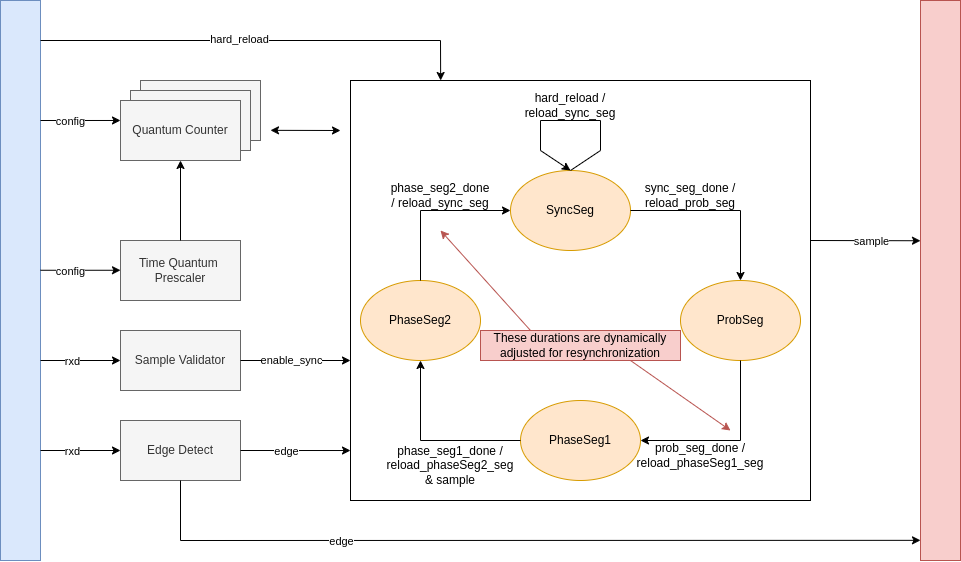 hard_reload
config
Quantum Counter
hard_reload /
reload_sync_seg
phase_seg2_done
/ reload_sync_seg
SyncSeg
sync_seg_done /
reload_prob_seg
config
Time Quantum
Prescaler
sample
PhaseSeg2
ProbSeg
These durations are dynamically
adjusted for resynchronization
rxd
Sample Validator
enable_sync
rxd
Edge Detect
edge
phase_seg1_done /
reload_phaseSeg2_seg
& sample
PhaseSeg1
prob_seg_done /
reload_phaseSeg1_seg
edge